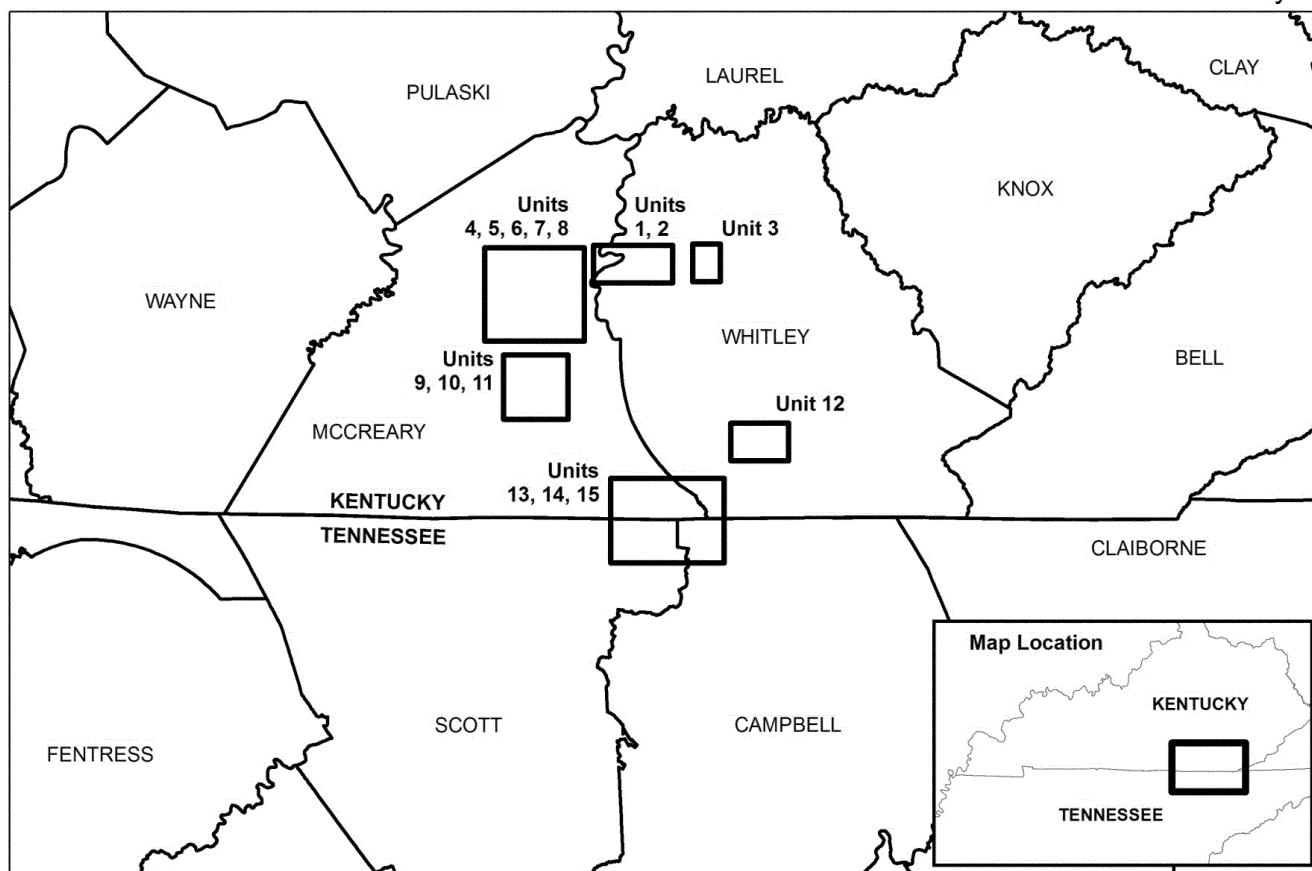 LAUREL
CLAY
PULASKI
KNOX
Units
4, 5, 6, 7, 8
Units
1, 2
Unit 3
WAYNE
WHITLEY
BELL
Units
9, 10, 11
Unit 12
MCCREARY
Units
13, 14, 15
KENTUCKY
TENNESSEE
CLAIBORNE
Map Location
KENTUCKY
TENNESSEE
SCOTT
CAMPBELL
FENTRESS